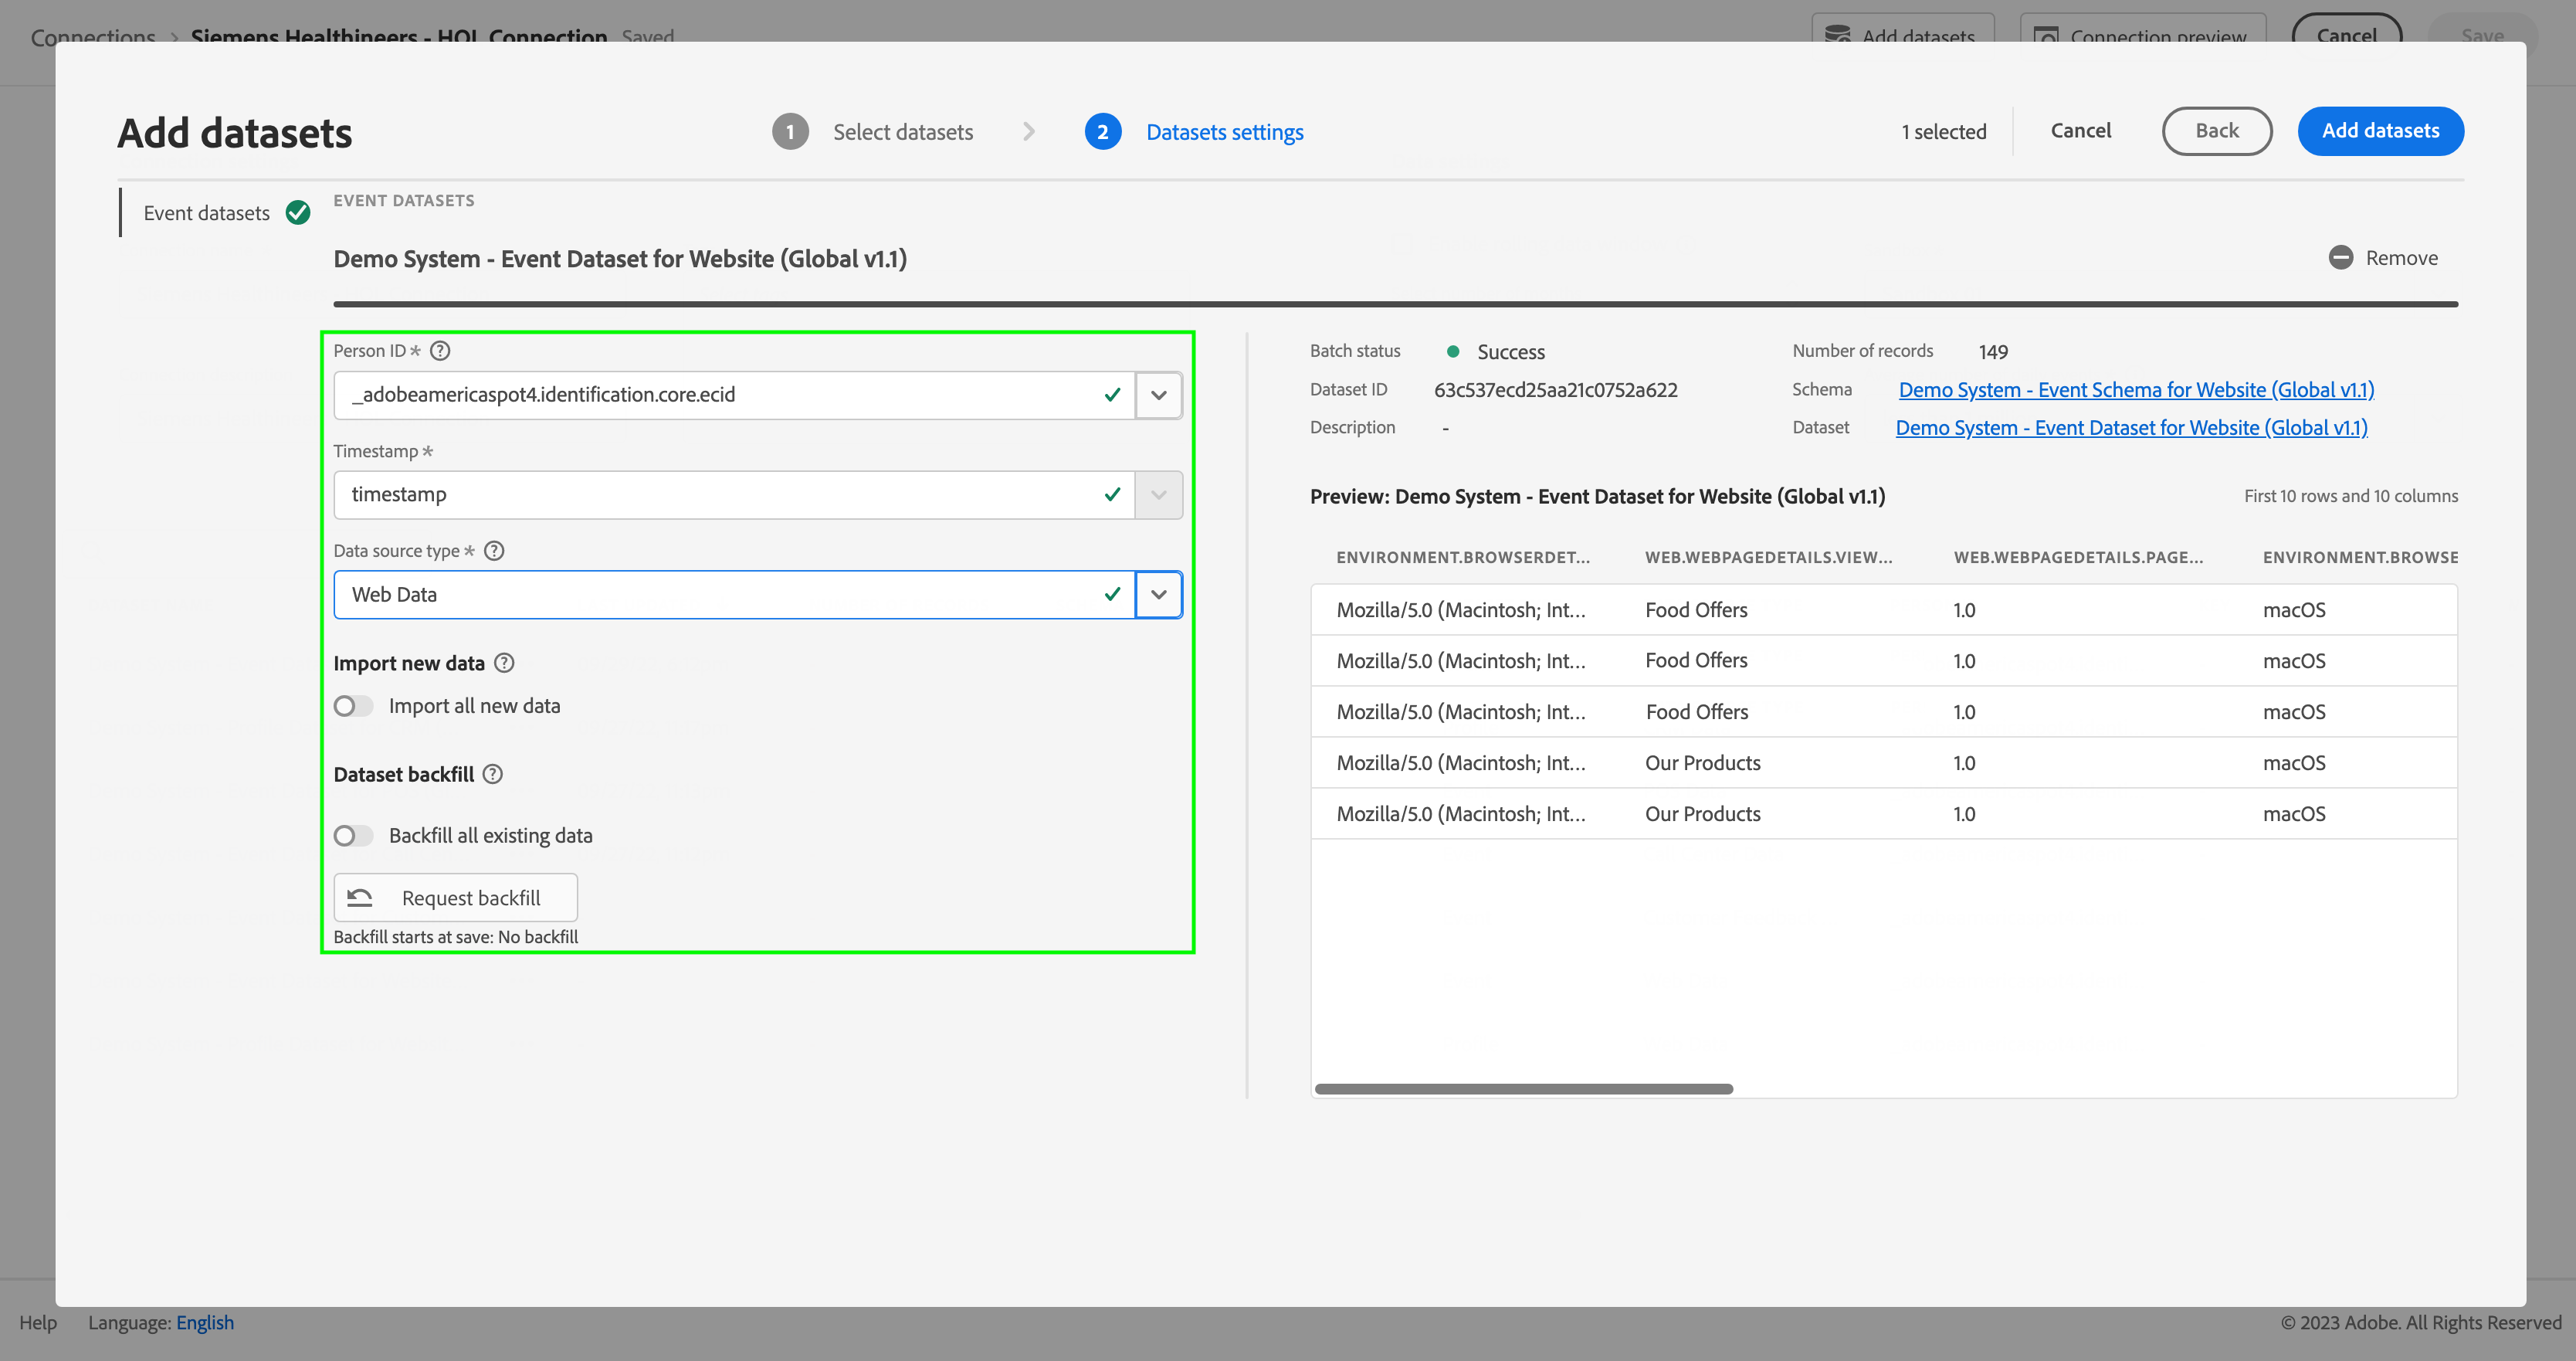 Connections > Siemens Healthineers - HOL Connection Saved
Add datasets
Connection preview
Cancel
Save
Add datasets
1 Select datasets
2 Datasets settings
1 selected
Cancel
Back
Add datasets
Event datasets
EVENT DATASETS
Demo System - Event Dataset for Website (Global v1.1)
Remove
Person ID *
_adobeamericaspot4.identification.core.ecid
Timestamp *
timestamp
Data source type *
Web Data
Import new data
Import all new data
Dataset backfill
Backfill all existing data
Request backfill
Backfill starts at save: No backfill
Batch status Success
Number of records 149
Dataset ID 63c537ecd25aa21c0752a622
Schema Demo System - Event Schema for Website (Global v1.1)
Description -
Dataset Demo System - Event Dataset for Website (Global v1.1)
Preview: Demo System - Event Dataset for Website (Global v1.1)
First 10 rows and 10 columns
ENVIRONMENT.BROWSERDET... WEB.WEBPAGEDETAILS.VIEW... WEB.WEBPAGEDETAILS.PAGE... ENVIRONMENT.BROWSE
Mozilla/5.0 (Macintosh; Int... Food Offers 1.0 macOS
Mozilla/5.0 (Macintosh; Int... Food Offers 1.0 macOS
Mozilla/5.0 (Macintosh; Int... Food Offers 1.0 macOS
Mozilla/5.0 (Macintosh; Int... Our Products 1.0 macOS
Mozilla/5.0 (Macintosh; Int... Our Products 1.0 macOS
Help
Language: English
© 2023 Adobe. All Rights Reserved